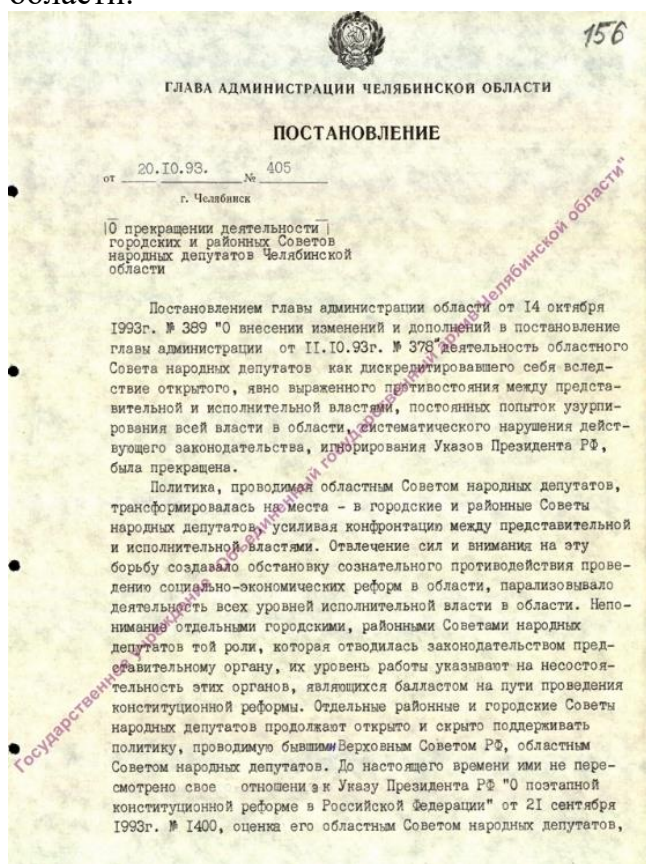 области.
156
ГЛАВА АДМИНИСТРАЦИИ ЧЕЛЯБИНСКОЙ ОБЛАСТИ
ПОСТАНОВЛЕНИЕ
от 20.10.93. № 405
г. Челябинск
О прекращении деятельности
городских и районных Советов
народных депутатов Челябинской
области
Постановлением главы администрации области от 14 октября
1993г. № 389 "О внесении изменений и дополнений в постановление
главы администрации от 11.10.93г. № 378" деятельность областного
Совета народных депутатов как дискредитировавшего себя вслед-
ствие открытого, явно выраженного противостояния между предста-
вительной и исполнительной властями, постоянных попыток узурпи-
рования всей власти в области, систематического нарушения дейст-
вующего законодательства, игнорирования Указов Президента РФ,
была прекращена.
Политика, проводимая областным Советом народных депутатов,
трансформировалась на места - в городские и районные Советы
народных депутатов, усиливая конфронтацию между представительной
и исполнительной властями. Отвлечение сил и внимания на эту
борьбу создавало обстановку сознательного противодействия прове-
дению социально-экономических реформ в области, парализовывало
деятельность всех уровней исполнительной власти в области. Непо-
нимание отдельными городскими, районными Советами народных
депутатов той роли, которая отводилась законодательством пред-
ставительному органу, их уровень работы указывают на несостоя-
тельность этих органов, являющихся балластом на пути проведения
конституционной реформы. Отдельные районные и городские Советы
народных депутатов продолжают открыто и скрыто поддерживать
политику, проводимую бывшими Верховным Советом РФ, областным
Советом народных депутатов. До настоящего времени ими не пере-
смотрено свое отношение к Указу Президента РФ "О поэтапной
конституционной реформе в Российской Федерации" от 21 сентября
1993г. № 1400, оценка его областным Советом народных депутатов,
Государственное учреждение "Объединенный государственный архив Челябинской области"